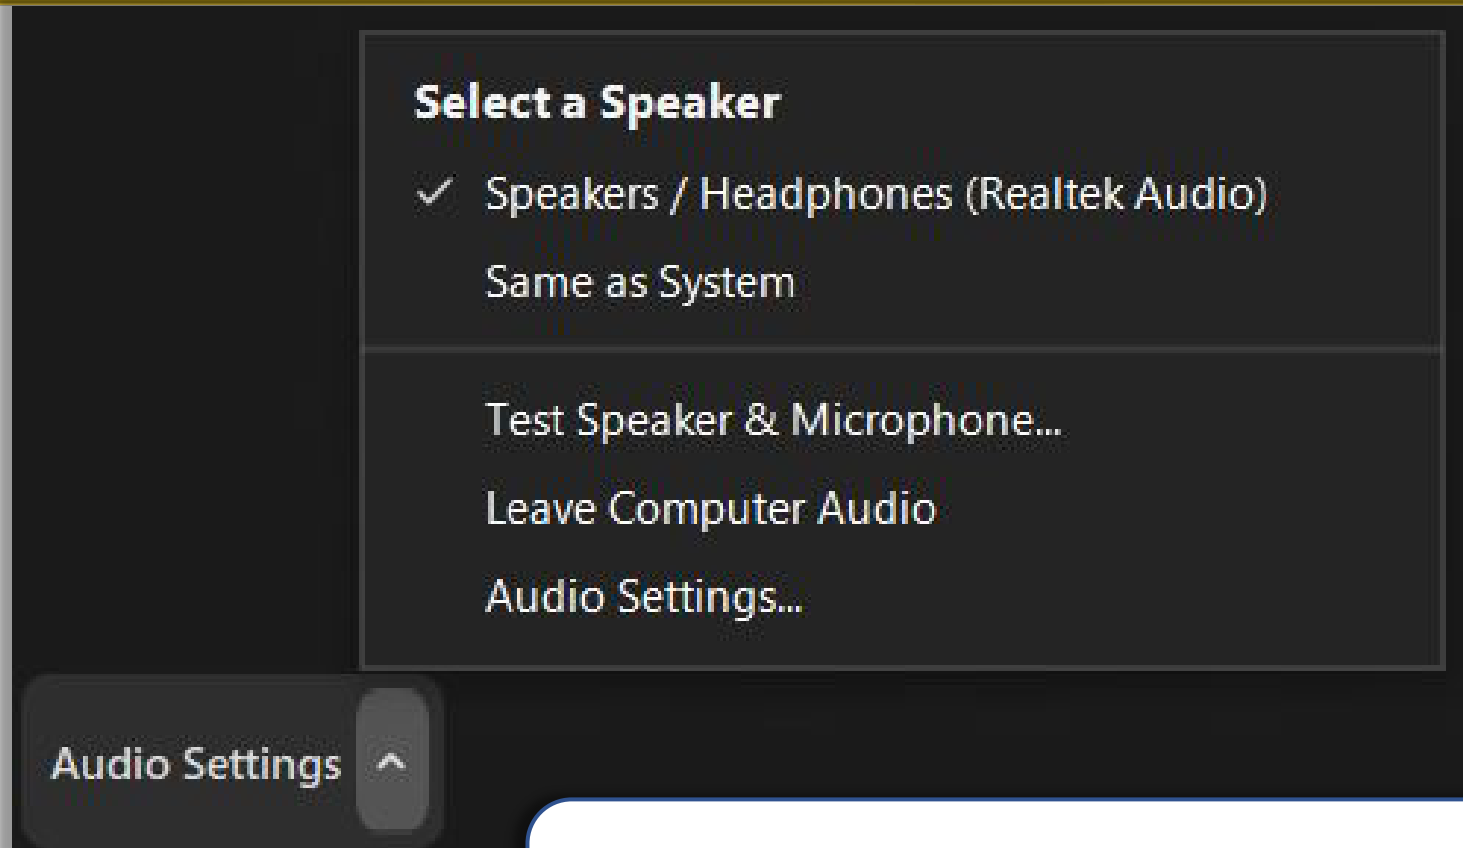 Select a Speaker
Speakers / Headphones (Realtek Audio)
Same as System
Test Speaker & Microphone...
Leave Computer Audio
Audio Settings...
Audio Settings